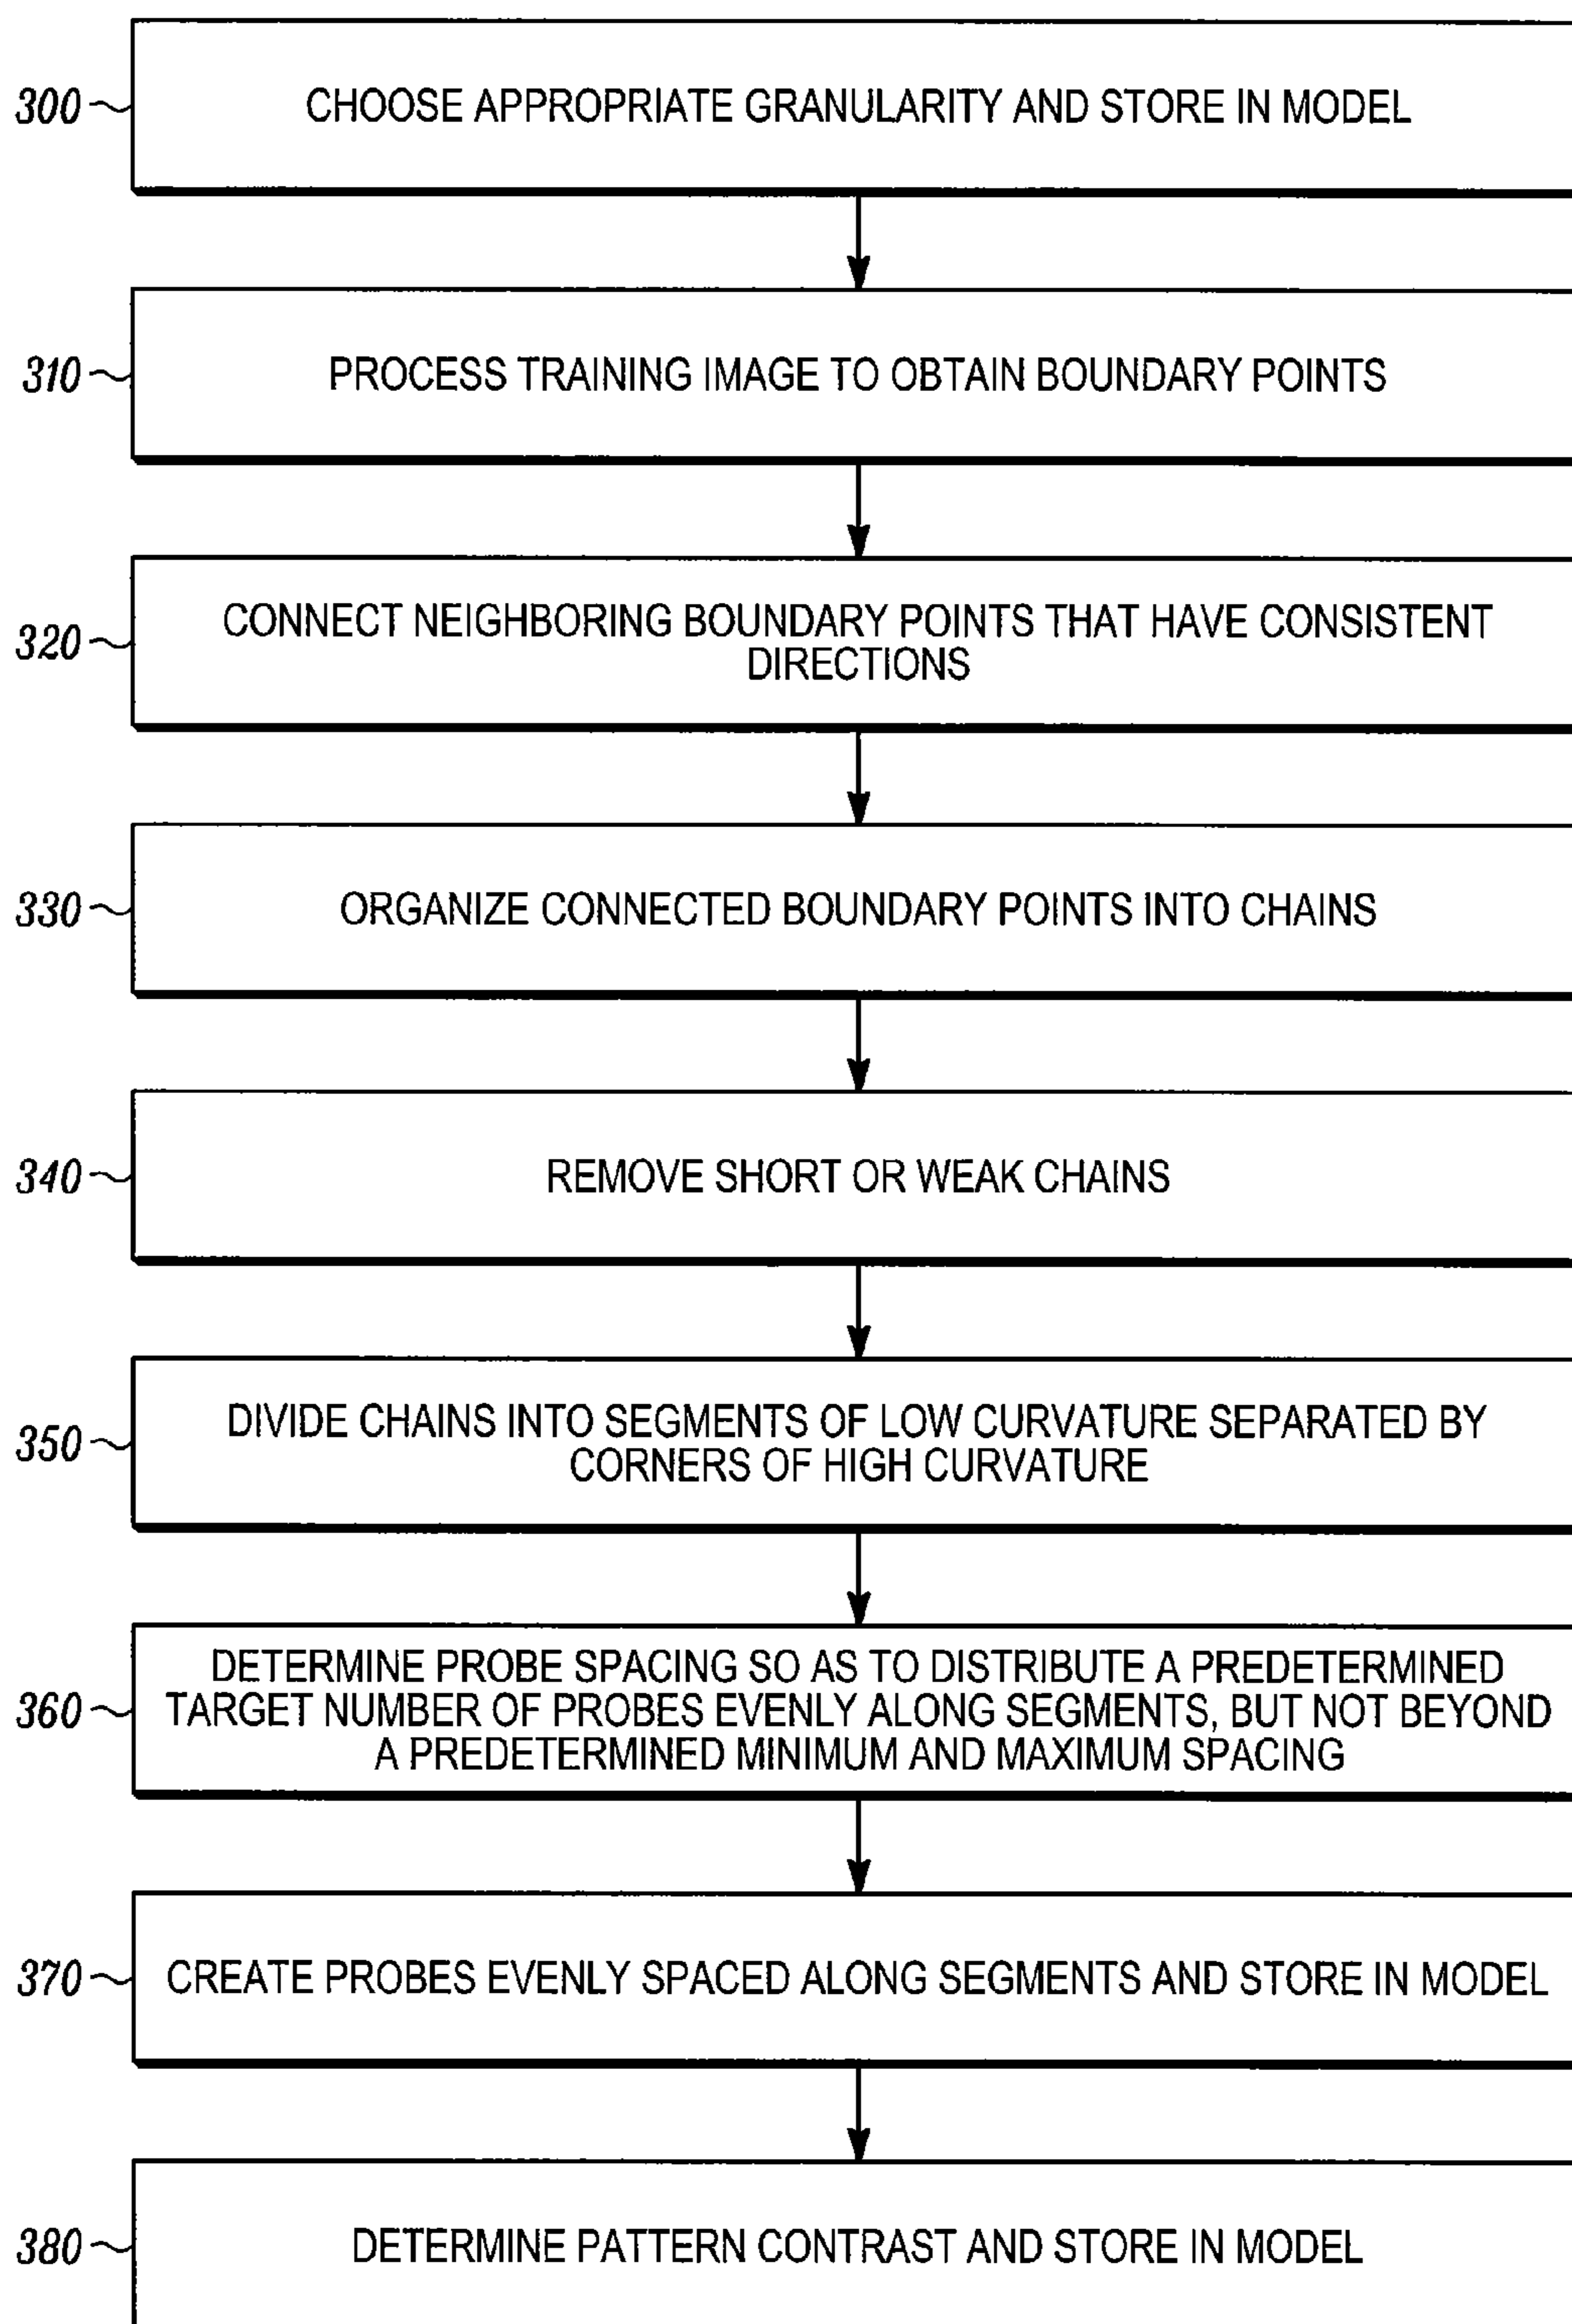 300
CHOOSE APPROPRIATE GRANULARITY AND STORE IN MODEL
310
PROCESS TRAINING IMAGE TO OBTAIN BOUNDARY POINTS
320
CONNECT NEIGHBORING BOUNDARY POINTS THAT HAVE CONSISTENT
DIRECTIONS
330
ORGANIZE CONNECTED BOUNDARY POINTS INTO CHAINS
340
REMOVE SHORT OR WEAK CHAINS
350
DIVIDE CHAINS INTO SEGMENTS OF LOW CURVATURE SEPARATED BY
CORNERS OF HIGH CURVATURE
360
DETERMINE PROBE SPACING SO AS TO DISTRIBUTE A PREDETERMINED
TARGET NUMBER OF PROBES EVENLY ALONG SEGMENTS, BUT NOT BEYOND
A PREDETERMINED MINIMUM AND MAXIMUM SPACING
370
CREATE PROBES EVENLY SPACED ALONG SEGMENTS AND STORE IN MODEL
380
DETERMINE PATTERN CONTRAST AND STORE IN MODEL